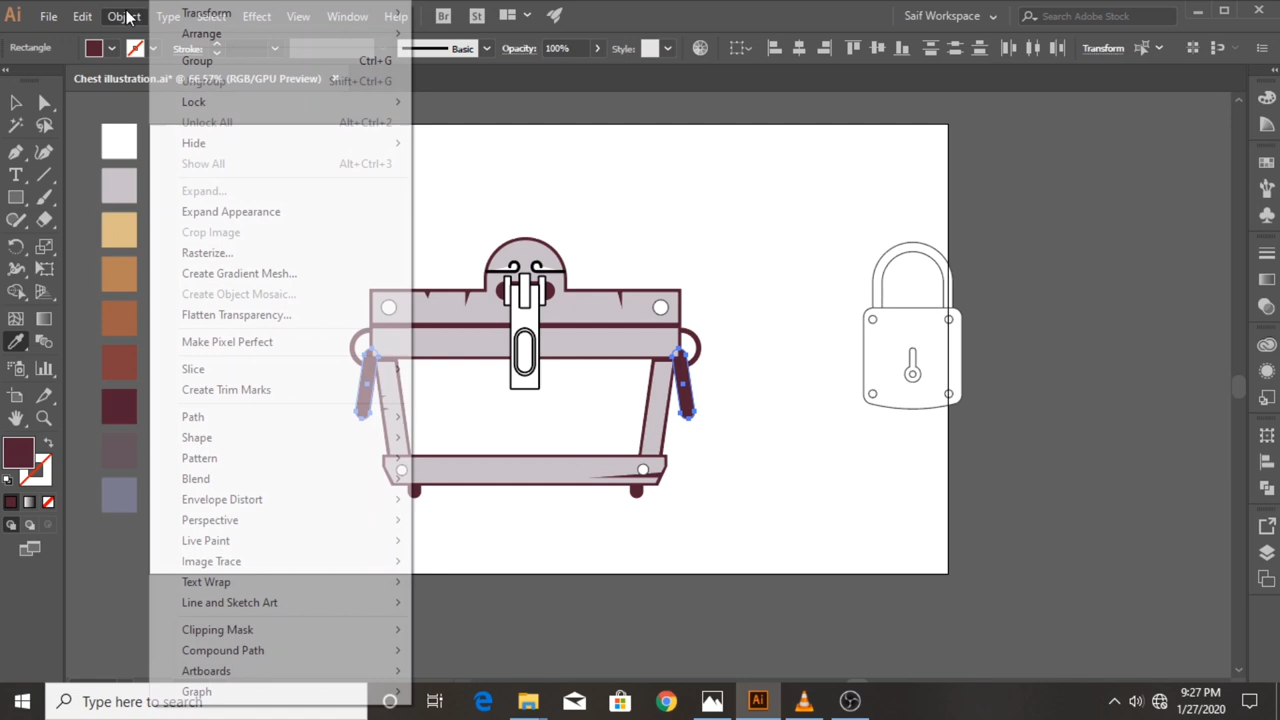 Ai File Edit Object Type Select Effect View Window Help Br St Saif Workspace Search Adobe Stock
Rectangle Stroke: Basic Opacity: 100% Style: Transform
Chest illustration.ai* @ 66.57% (RGB/GPU Preview)
Transform
Arrange
Group Ctrl+G
Ungroup Shift+Ctrl+G
Lock
Unlock All Alt+Ctrl+2
Hide
Show All Alt+Ctrl+3
Expand...
Expand Appearance
Crop Image
Rasterize...
Create Gradient Mesh...
Create Object Mosaic...
Flatten Transparency...
Make Pixel Perfect
Slice
Create Trim Marks
Path
Shape
Pattern
Blend
Envelope Distort
Perspective
Live Paint
Image Trace
Text Wrap
Line and Sketch Art
Clipping Mask
Compound Path
Artboards
Graph
Type here to search Ai 9:27 PM
1/27/2020